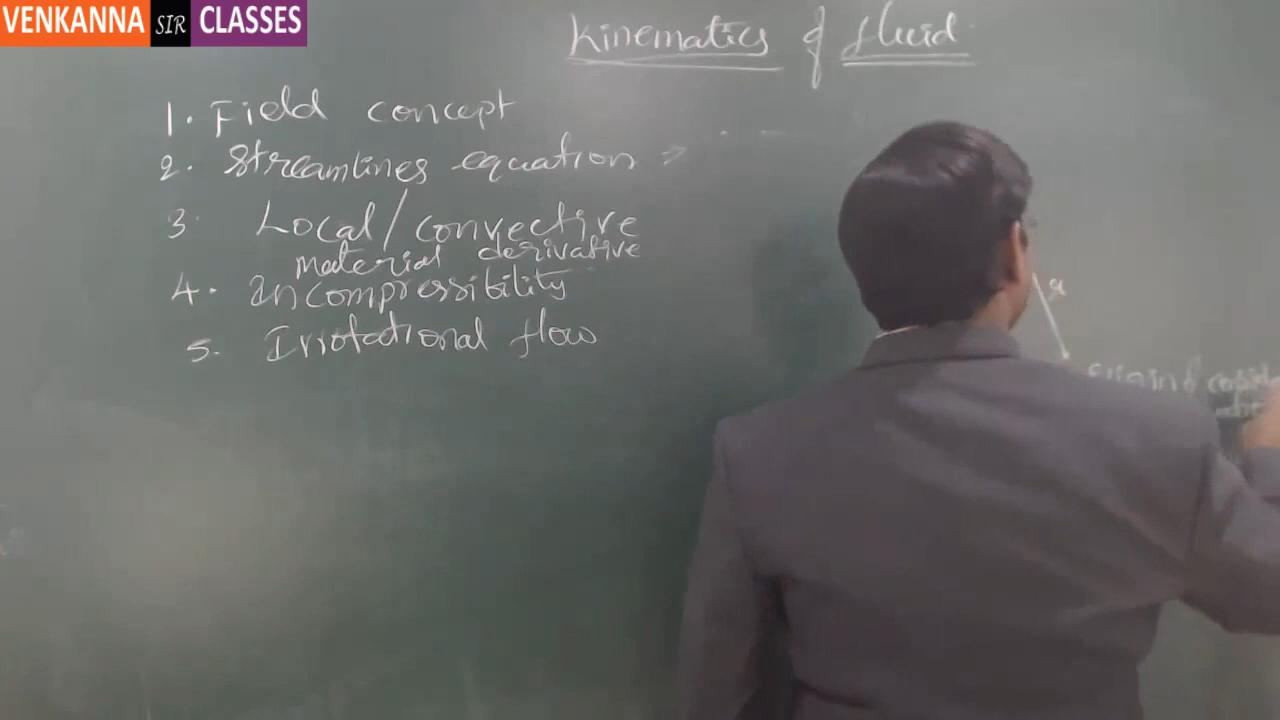 VENKANNA SIR CLASSES
Kinematics of fluid
1. Field concept
2. Streamlines equation →
3. Local/convective
material derivative
4. Incompressibility
5. Irrotational flow
x